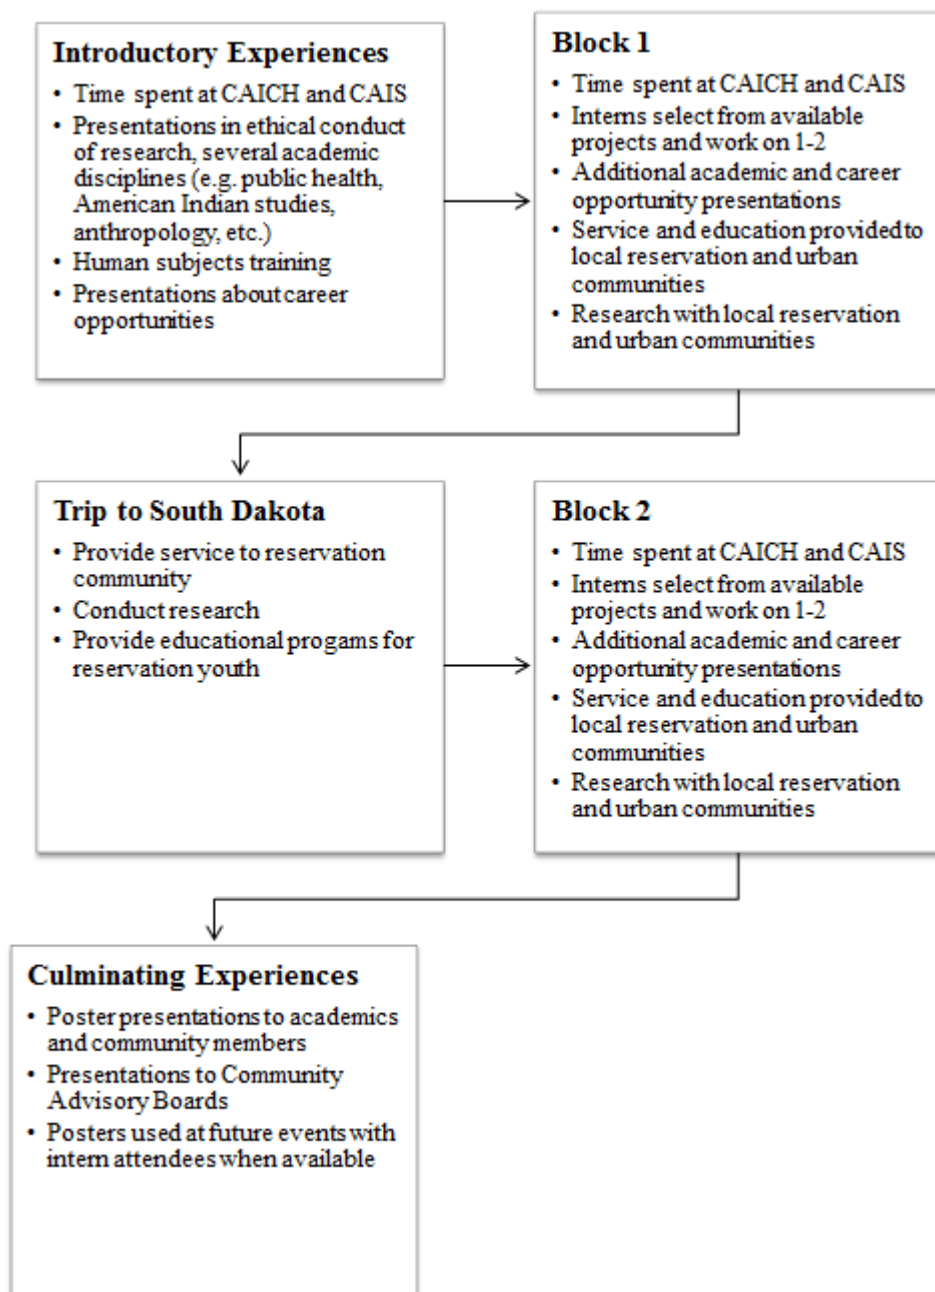 Introductory Experiences
• Time spent at CAICH and CAIS
• Presentations in ethical conduct
of research, several academic
disciplines (e.g. public health,
American Indian studies,
anthropology, etc.)
• Human subjects training
• Presentations about career
opportunities
Block 1
• Time spent at CAICH and CAIS
• Interns select from available
projects and work on 1-2
• Additional academic and career
opportunity presentations
• Service and education provided to
local reservation and urban
communities
• Research with local reservation
and urban communities
Trip to South Dakota
• Provide service to reservation
community
• Conduct research
• Provide educational progams for
reservation youth
Block 2
• Time spent at CAICH and CAIS
• Interns select from available
projects and work on 1-2
• Additional academic and career
opportunity presentations
• Service and education provided to
local reservation and urban
communities
• Research with local reservation
and urban communities
Culminating Experiences
• Poster presentations to academics
and community members
• Presentations to Community
Advisory Boards
• Posters used at future events with
intern attendees when available